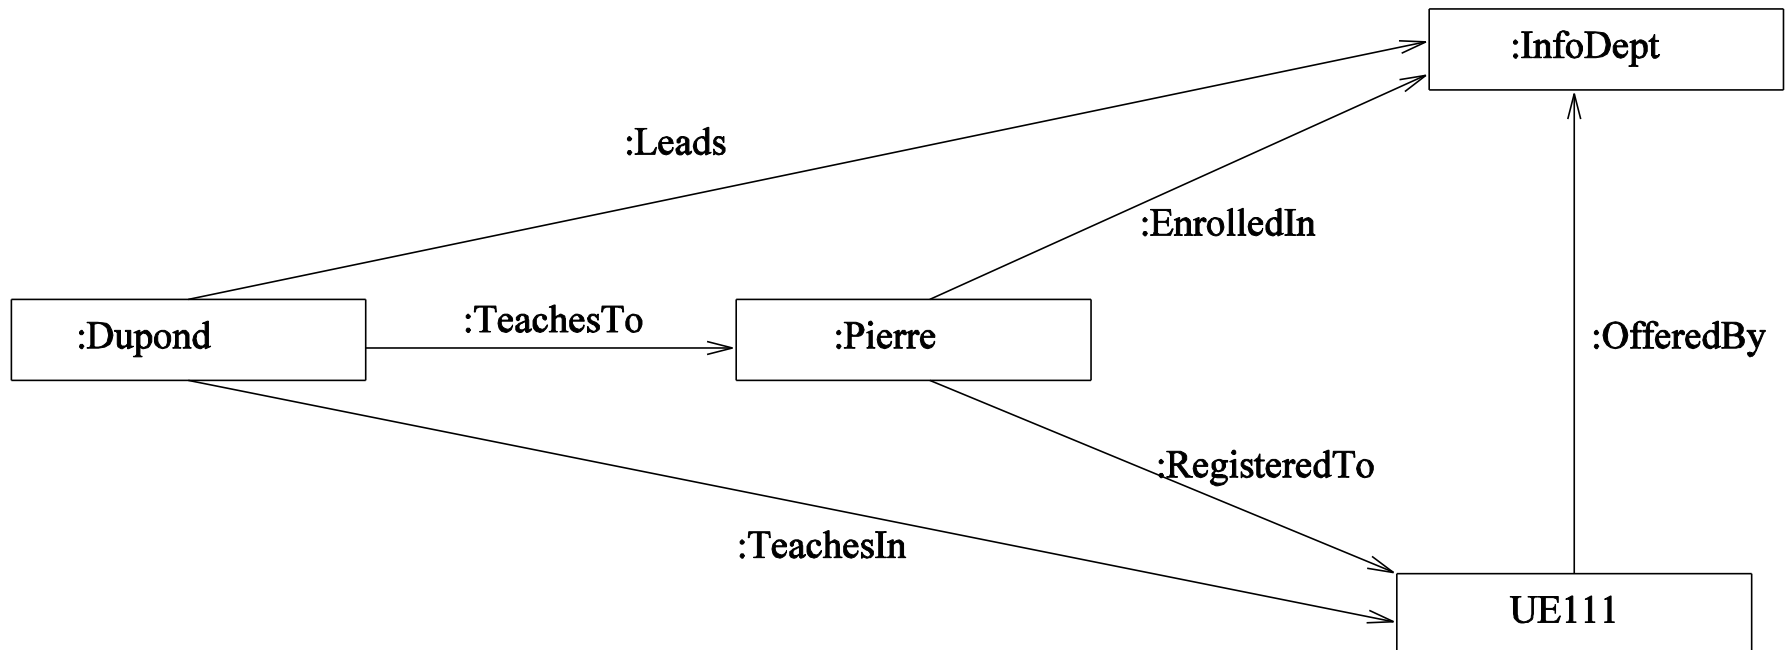 :InfoDept
:Leads
:EnrolledIn
:Dupond
:TeachesTo
:Pierre
:OfferedBy
:RegisteredTo
:TeachesIn
UE111